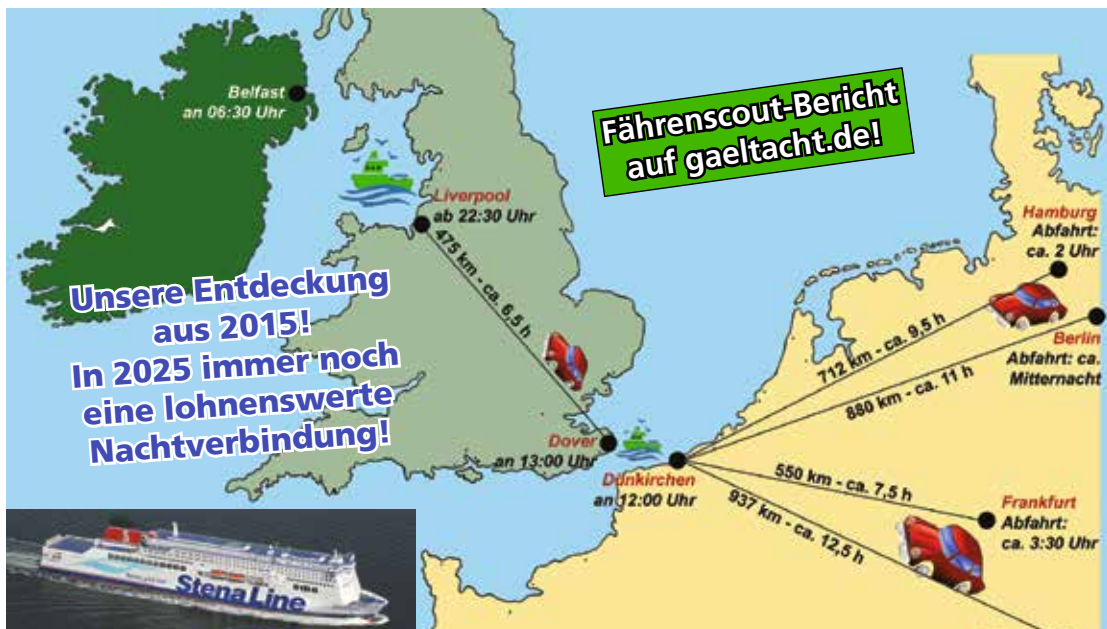 Belfast
an 06:30 Uhr
Fährenscout-Bericht
auf gaeltacht.de!
Liverpool
ab 22:30 Uhr
475 km - ca. 6,5 h
Unsere Entdeckung
aus 2015!
In 2025 immer noch
eine lohnenswerte
Nachtverbindung!
Hamburg
Abfahrt:
ca. 2 Uhr
712 km - ca. 9,5 h
Berlin
Abfahrt: ca.
Mitternacht
880 km - ca. 11 h
Dover
an 13:00 Uhr
Dünkirchen
an 12:00 Uhr
550 km - ca. 7,5 h
Frankfurt
Abfahrt:
ca. 3:30 Uhr
937 km - ca. 12,5 h
Stena Line